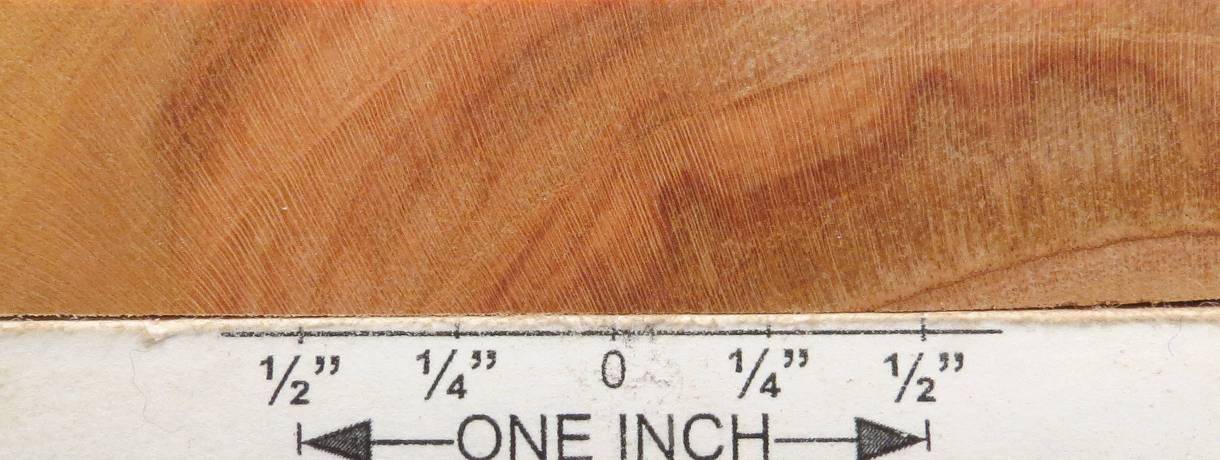 ½” ¼” 0 ¼” ½”
ONE INCH